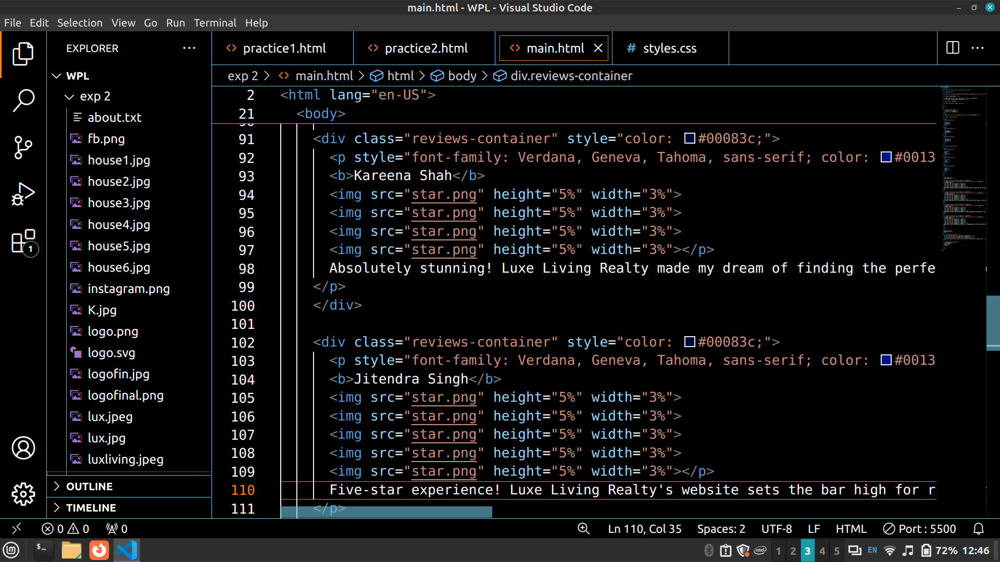 main.html - WPL - Visual Studio Code
File Edit Selection View Go Run Terminal Help
EXPLORER
WPL
exp 2
about.txt
fb.png
house1.jpg
house2.jpg
house3.jpg
house4.jpg
house5.jpg
house6.jpg
instagram.png
K.jpg
logo.png
logo.svg
logofin.jpg
logofinal.png
lux.jpeg
lux.jpg
luxliving.jpeg
OUTLINE
TIMELINE
1
practice1.html practice2.html main.html styles.css
exp 2 > main.html > html > body > div.reviews-container
2 <html lang="en-US">
21 <body>
91 <div class="reviews-container" style="color: #00083c;">
92 <p style="font-family: Verdana, Geneva, Tahoma, sans-serif; color: #0013
93 <b>Kareena Shah</b>
94 <img src="star.png" height="5%" width="3%">
95 <img src="star.png" height="5%" width="3%">
96 <img src="star.png" height="5%" width="3%">
97 <img src="star.png" height="5%" width="3%"></p>
98 Absolutely stunning! Luxe Living Realty made my dream of finding the perfe
99 </p>
100 </div>
101
102 <div class="reviews-container" style="color: #00083c;">
103 <p style="font-family: Verdana, Geneva, Tahoma, sans-serif; color: #0013
104 <b>Jitendra Singh</b>
105 <img src="star.png" height="5%" width="3%">
106 <img src="star.png" height="5%" width="3%">
107 <img src="star.png" height="5%" width="3%">
108 <img src="star.png" height="5%" width="3%">
109 <img src="star.png" height="5%" width="3%"></p>
110 Five-star experience! Luxe Living Realty's website sets the bar high for r
111 </p>
0 0 0 Ln 110, Col 35 Spaces: 2 UTF-8 LF HTML Port : 5500
intel 1 2 3 4 5 EN 72% 12:46